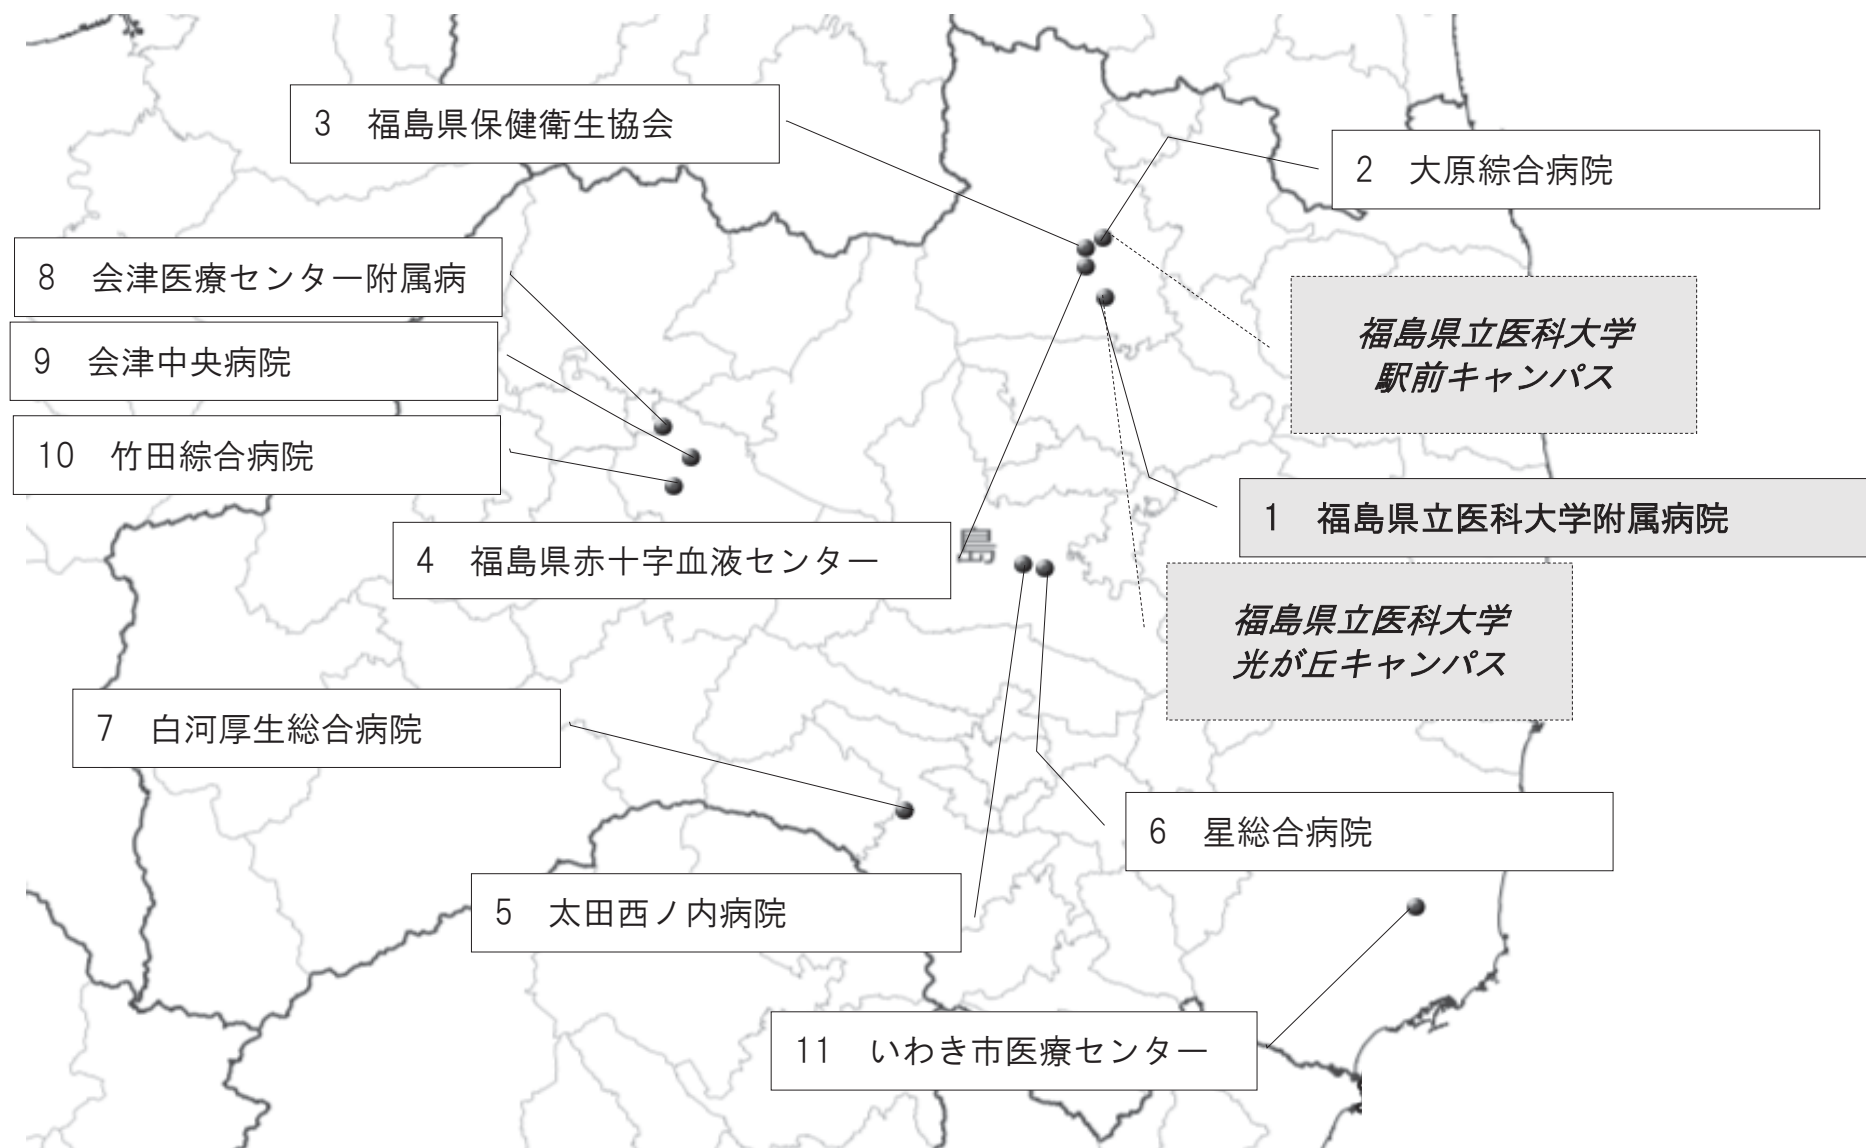 3 福島県保健衛生協会
2 大原綜合病院
8 会津医療センター附属病
福島県立医科大学
駅前キャンパス
9 会津中央病院
10 竹田綜合病院
1 福島県立医科大学附属病院
4 福島県赤十字血液センター
島
福島県立医科大学
光が丘キャンパス
7 白河厚生総合病院
6 星総合病院
5 太田西ノ内病院
11 いわき市医療センター